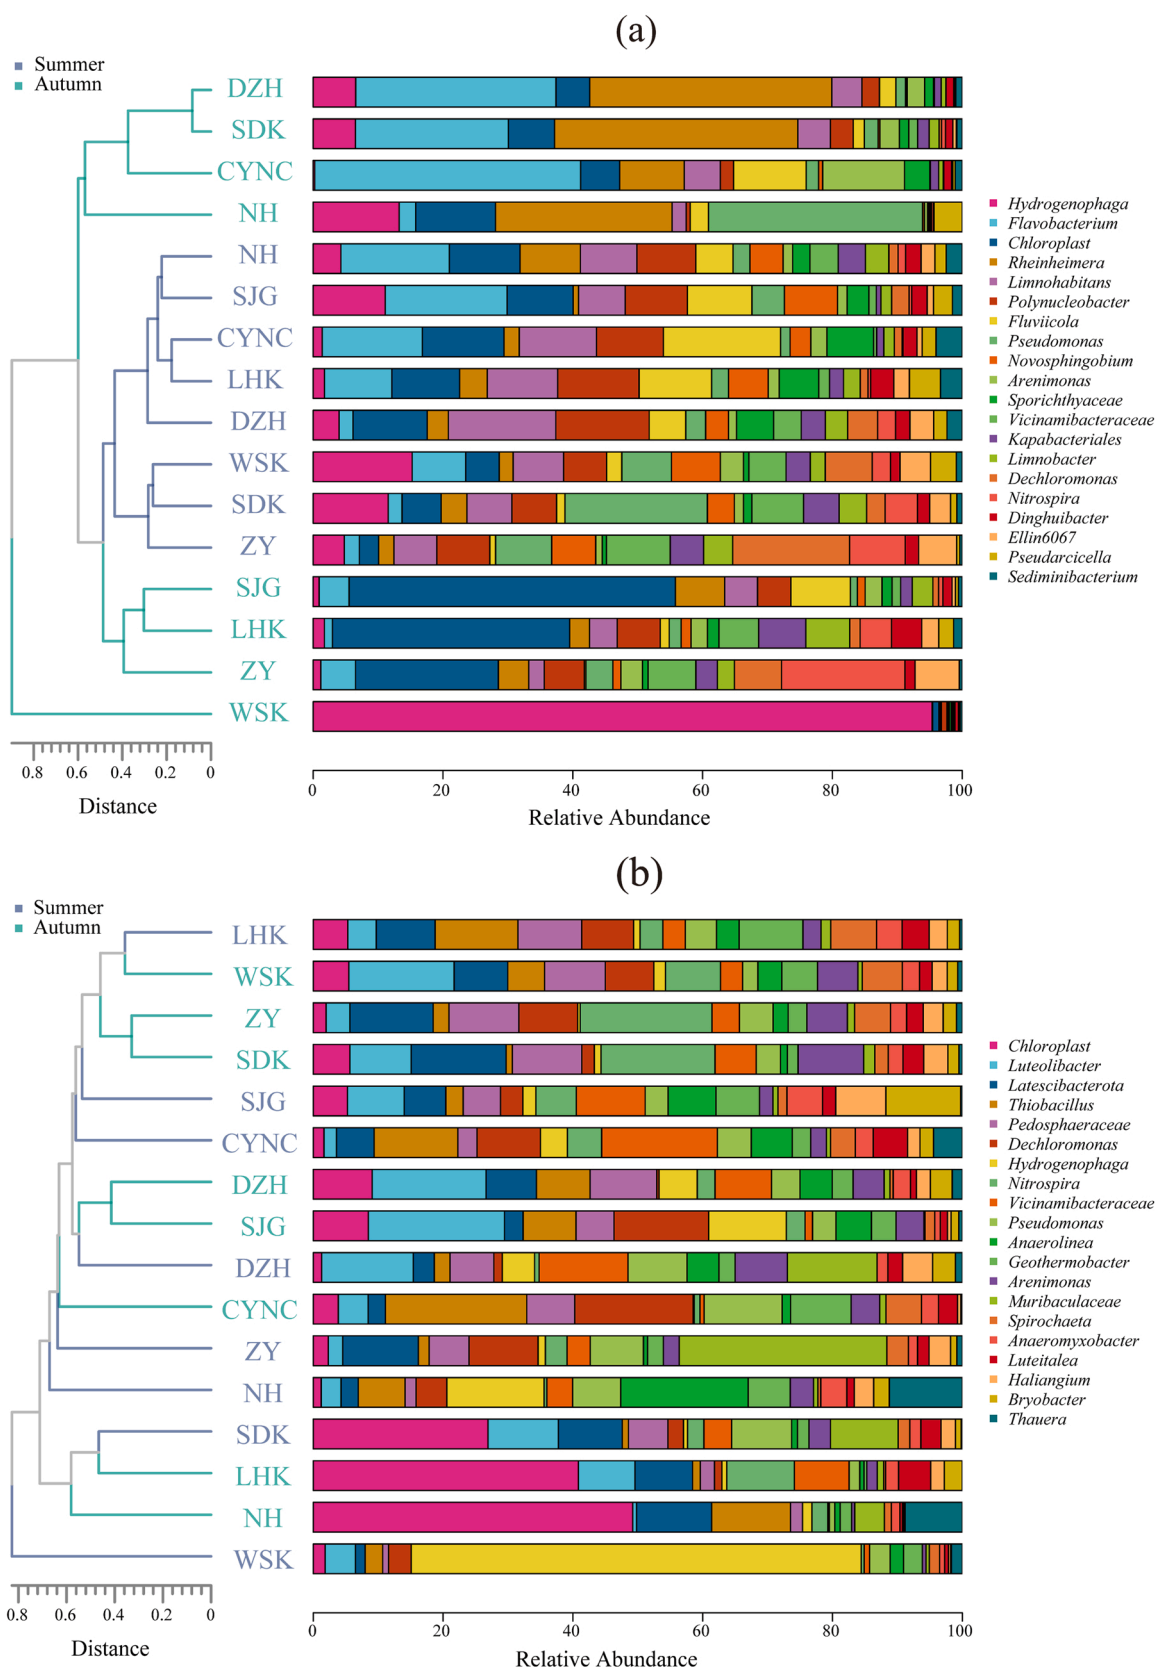 (a)
Summer
Autumn
DZH
SDK
CYNC
NH
NH
SJG
CYNC
LHK
DZH
WSK
SDK
ZY
SJG
LHK
ZY
WSK
Hydrogenophaga
Flavobacterium
Chloroplast
Rheinheimera
Limnohabitans
Polynucleobacter
Fluviicola
Pseudomonas
Novosphingobium
Arenimonas
Sporichthyaceae
Vicinamibacteraceae
Kapabacteriales
Limnobacter
Dechloromonas
Nitrospira
Dinghuibacter
Ellin6067
Pseudarcicella
Sediminibacterium
0.8 0.6 0.4 0.2 0
Distance
0 20 40 60 80 100
Relative Abundance
(b)
Summer
Autumn
LHK
WSK
ZY
SDK
SJG
CYNC
DZH
SJG
DZH
CYNC
ZY
NH
SDK
LHK
NH
WSK
Chloroplast
Luteolibacter
Latescibacterota
Thiobacillus
Pedosphaeraceae
Dechloromonas
Hydrogenophaga
Nitrospira
Vicinamibacteraceae
Pseudomonas
Anaerolinea
Geothermobacter
Arenimonas
Muribaculaceae
Spirochaeta
Anaeromyxobacter
Luteitalea
Haliangium
Bryobacter
Thauera
0.8 0.6 0.4 0.2 0
Distance
0 20 40 60 80 100
Relative Abundance